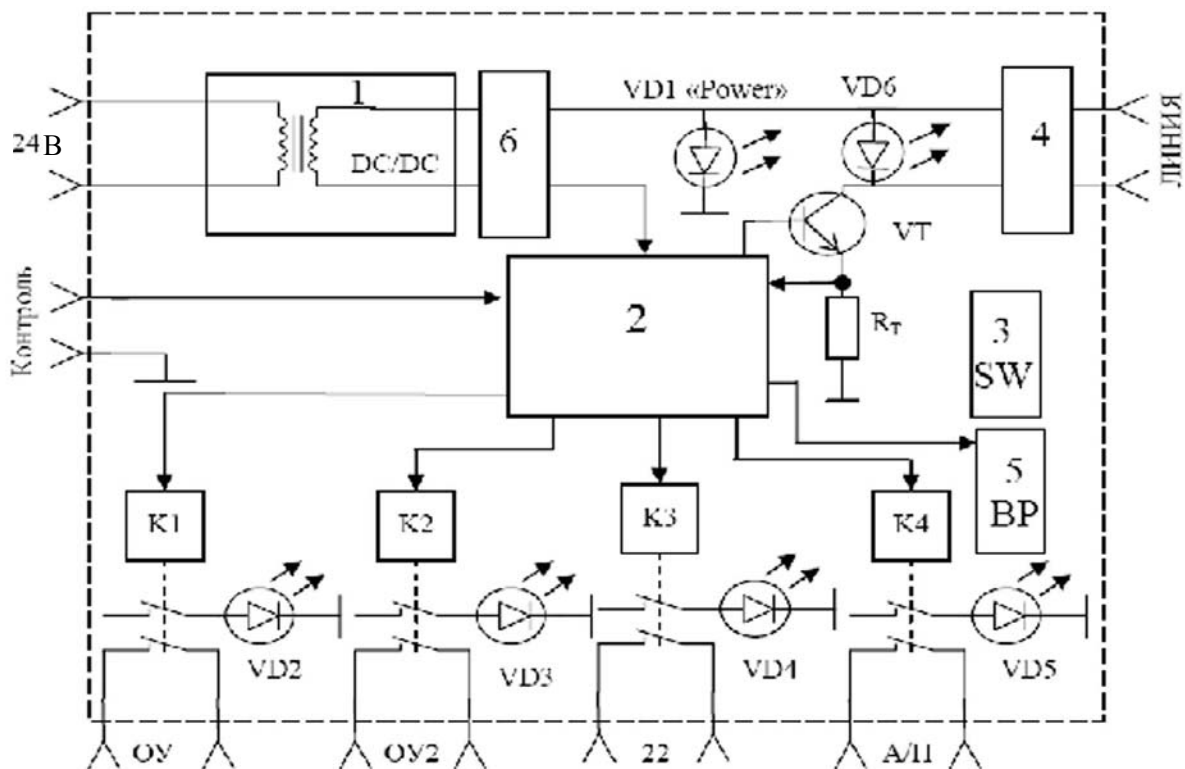 1
6
VD1 «Power»
VD6
4
ЛИНИЯ
24В
DC/DC
VT
Контроль
2
RТ
3
SW
5
BP
K1
K2
K3
K4
VD2
VD3
VD4
VD5
ОУ
ОУ2
22
А/П